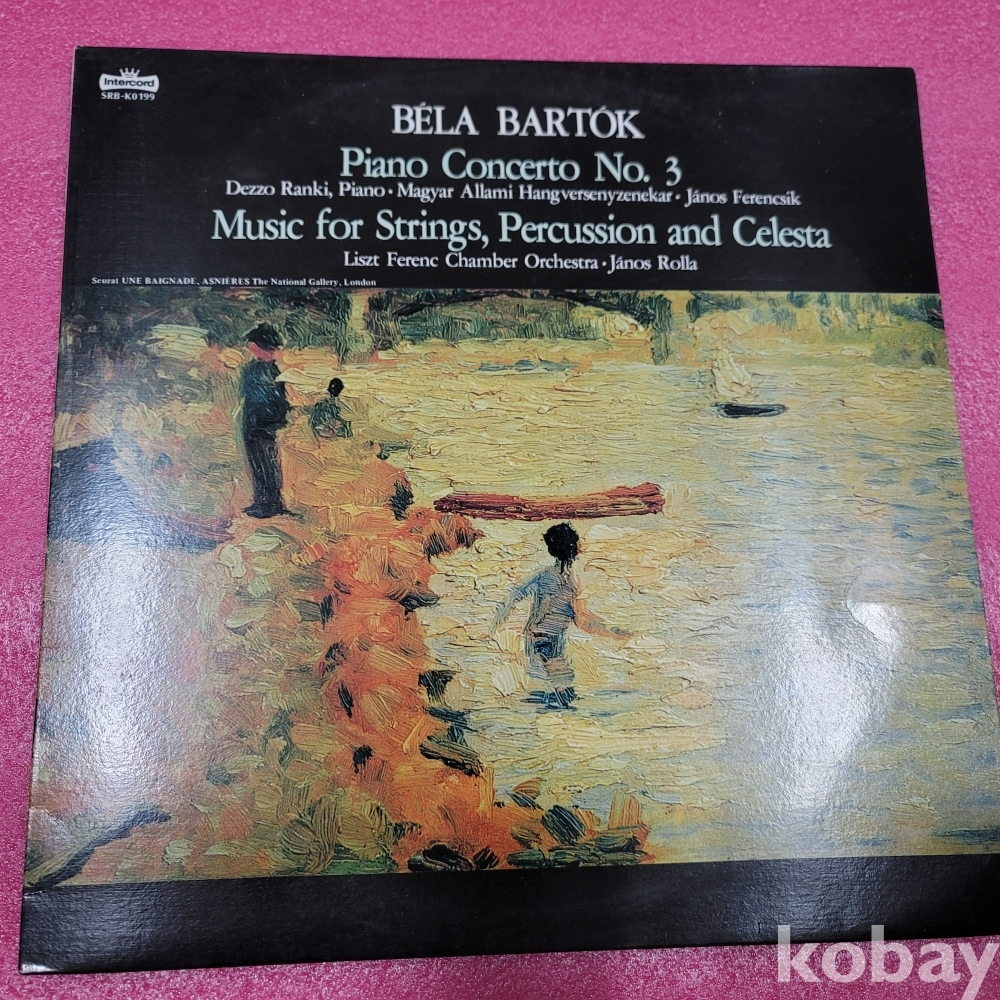 Intercord
SRB-K0199
BÉLA BARTÓK
Piano Concerto No. 3
Dezzo Ranki, Piano · Magyar Allami Hangversenyzenekar · János Ferencsik
Music for Strings, Percussion and Celesta
Liszt Ferenc Chamber Orchestra · János Rolla
Seurat UNE BAIGNADE, ASNIÈRES The National Gallery, London
kobay